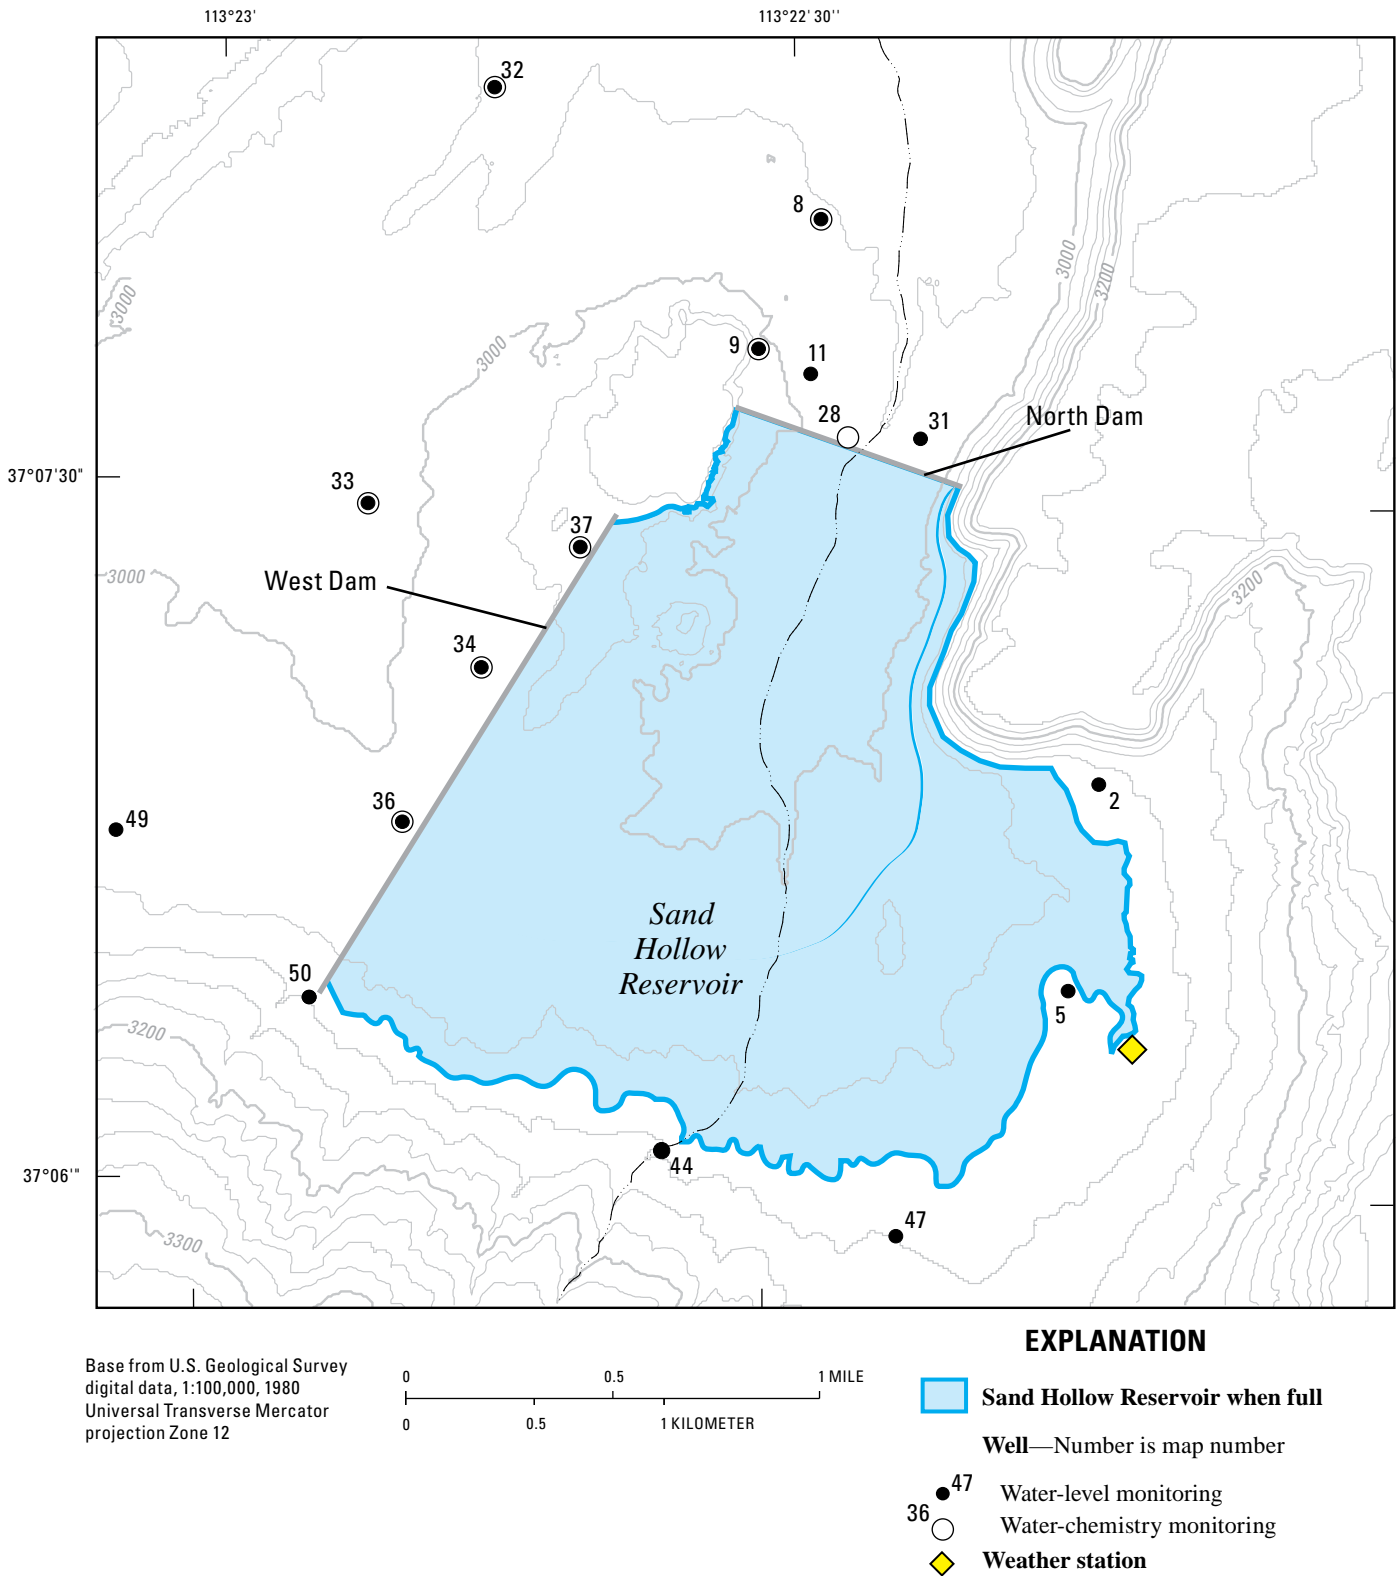 113°23'
113°22'30''
32
8
3000
3200
3000
9
11
3000
28
31
North Dam
37°07'30"
33
37
3000
West Dam
3200
34
2
36
49
Sand
Hollow
Reservoir
50
5
3200
44
37°06'"
47
3300
EXPLANATION
Base from U.S. Geological Survey
digital data, 1:100,000, 1980
Universal Transverse Mercator
projection Zone 12
0 0.5 1 MILE
0 0.5 1 KILOMETER
Sand Hollow Reservoir when full
Well—Number is map number
47 Water-level monitoring
36 Water-chemistry monitoring
Weather station